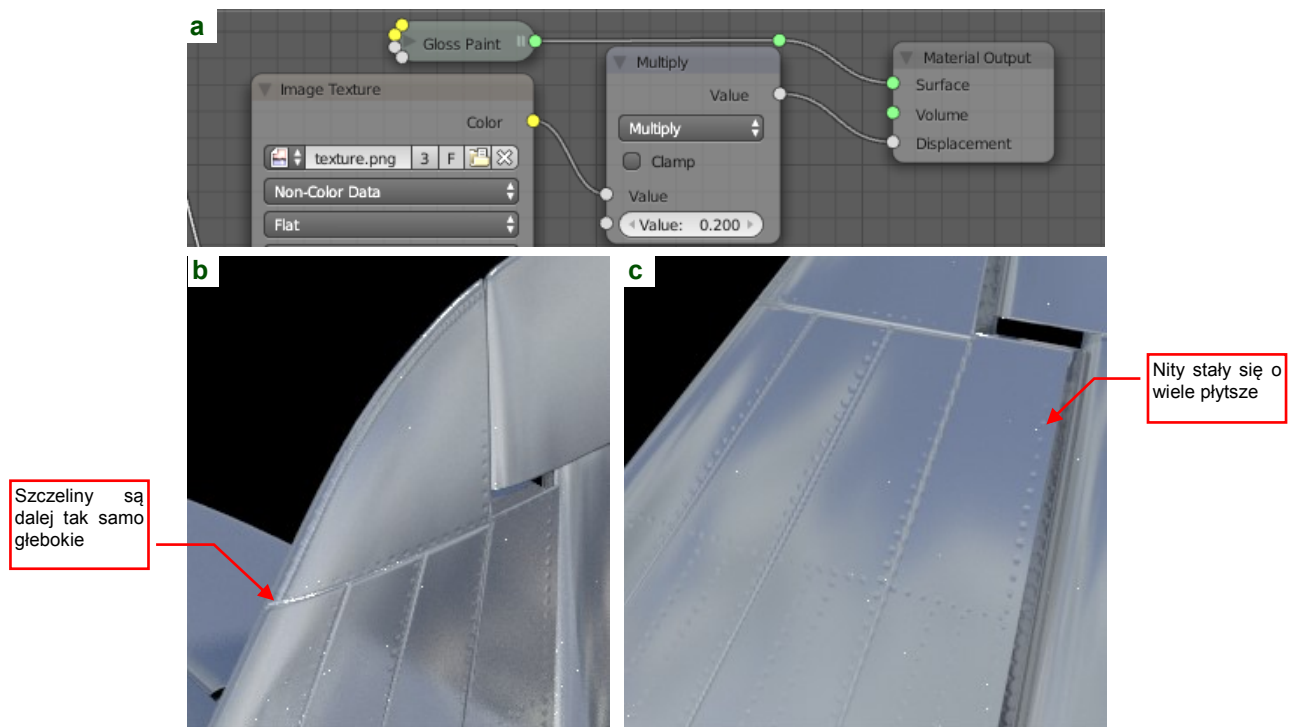 a
Gloss Paint
Multiply
Material Output
Image Texture
Value
Surface
Color
Multiply
Volume
texture.png 3 F
Clamp
Displacement
Non-Color Data
Value
Flat
Value: 0.200
b
c
Nity stały się o
wiele płytsze
Szczeliny są
dalej tak samo
głebokie